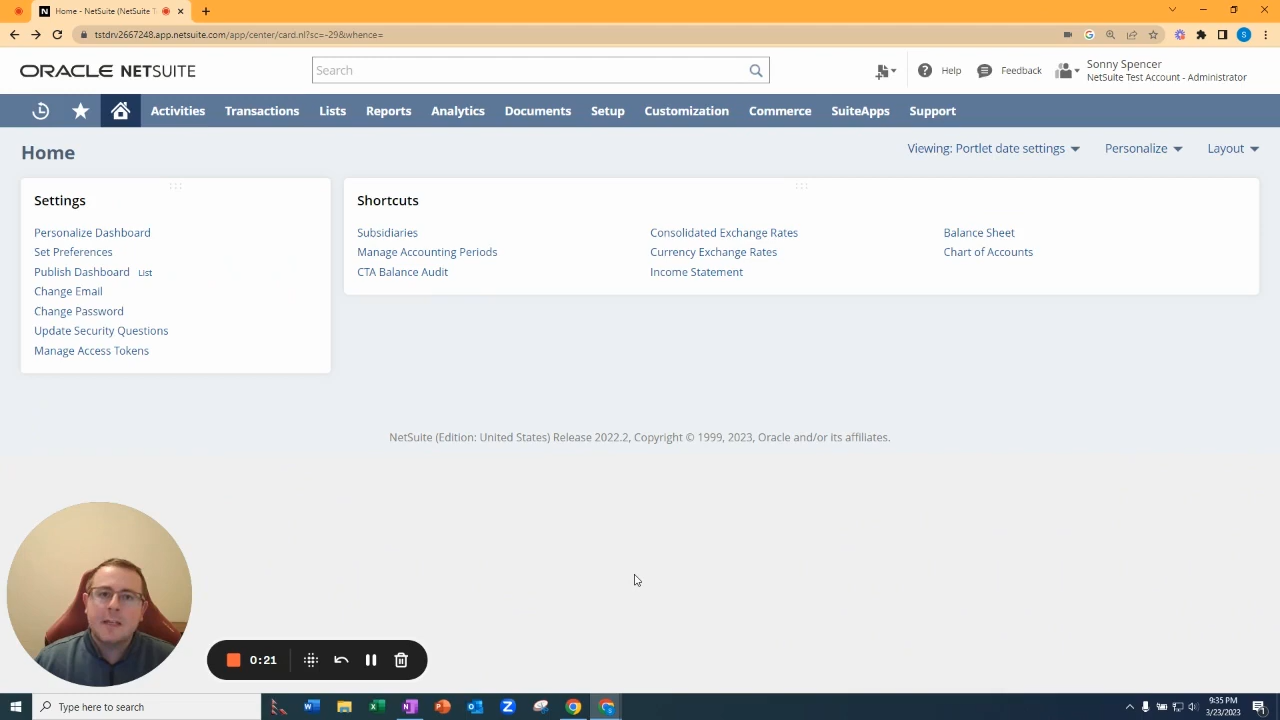 Home - NetSuite (NetSuite T
tstdrv2667248.app.netsuite.com/app/center/card.nl?sc=-29&whence=
S
ORACLE NETSUITE
Search
Help
Feedback
Sonny Spencer
NetSuite Test Account - Administrator
Activities Transactions Lists Reports Analytics Documents Setup Customization Commerce SuiteApps Support
Home
Viewing: Portlet date settings
Personalize
Layout
Settings
Personalize Dashboard
Set Preferences
Publish Dashboard List
Change Email
Change Password
Update Security Questions
Manage Access Tokens
Shortcuts
Subsidiaries Consolidated Exchange Rates Balance Sheet
Manage Accounting Periods Currency Exchange Rates Chart of Accounts
CTA Balance Audit Income Statement
NetSuite (Edition: United States) Release 2022.2, Copyright © 1999, 2023, Oracle and/or its affiliates.
0:21
Type here to search
9:35 PM
3/23/2023